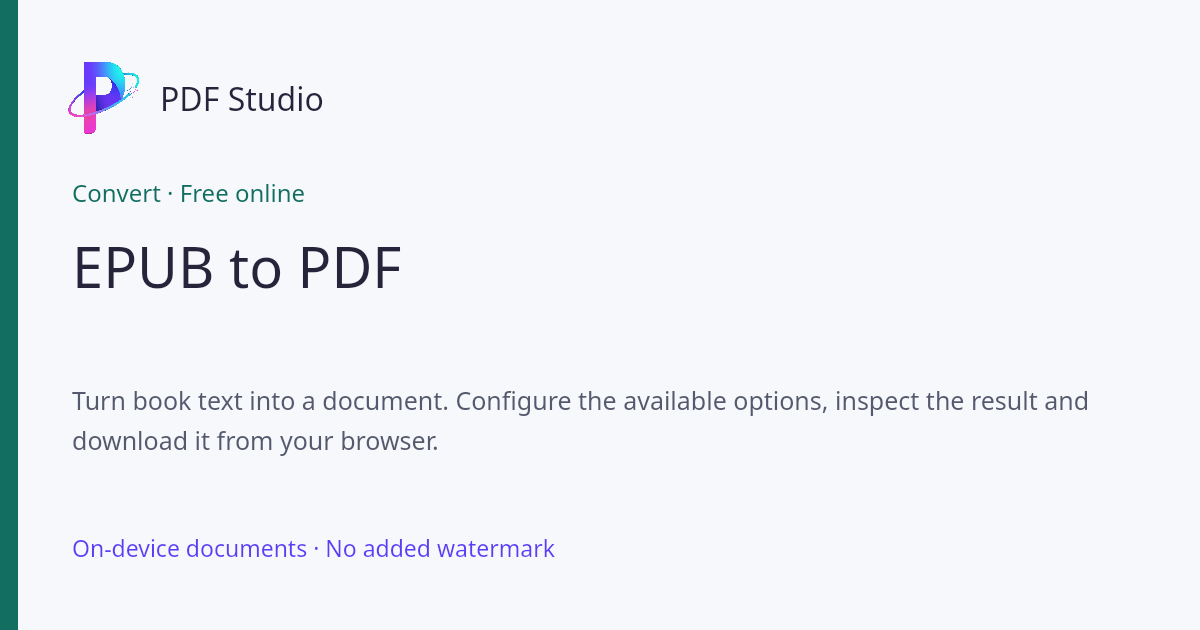 PDF Studio
Convert · Free online
EPUB to PDF
Turn book text into a document. Configure the available options, inspect the result and
download it from your browser.
On-device documents · No added watermark